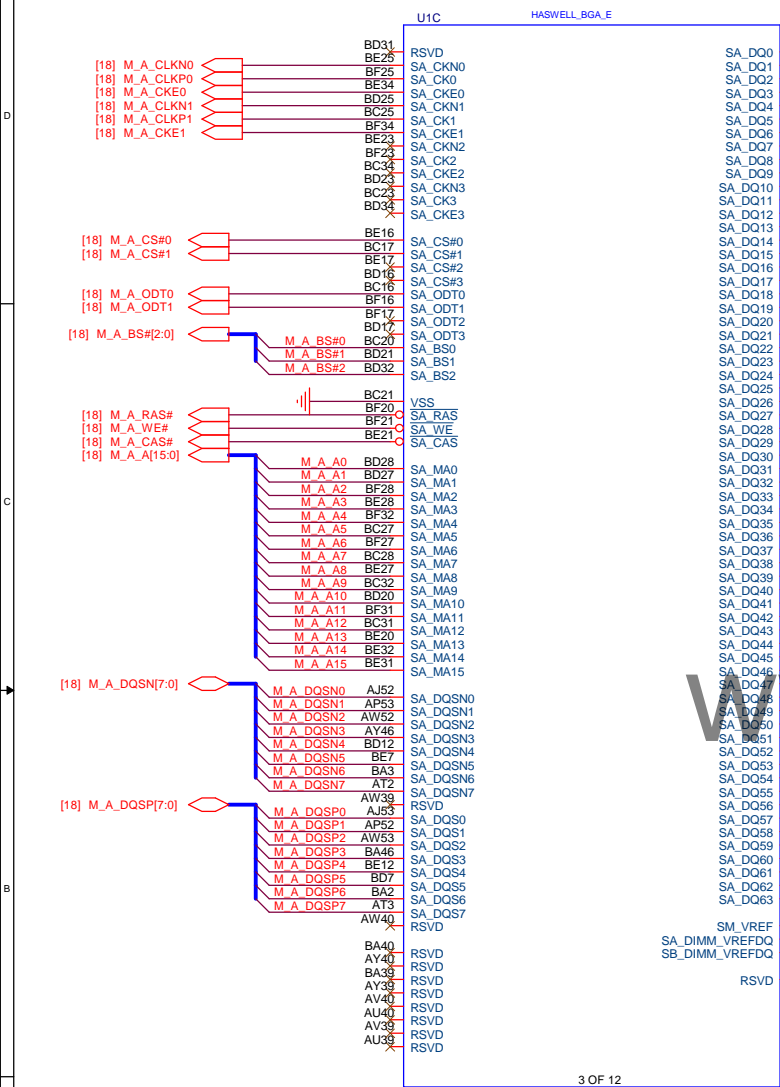 U1C HASWELL_BGA_E
BD31 RSVD SA_DQ0
[18] M_A_CLKN0 BE25 SA_CKN0 SA_DQ1
[18] M_A_CLKP0 BF25 SA_CK0 SA_DQ2
[18] M_A_CKE0 BE34 SA_CKE0 SA_DQ3
[18] M_A_CLKN1 BD25 SA_CKN1 SA_DQ4
[18] M_A_CLKP1 BC25 SA_CK1 SA_DQ5
[18] M_A_CKE1 BF34 SA_CKE1 SA_DQ6
BE23 SA_CKN2 SA_DQ7
BF23 SA_CK2 SA_DQ8
BC34 SA_CKE2 SA_DQ9
BD23 SA_CKN3 SA_DQ10
BC23 SA_CK3 SA_DQ11
BD34 SA_CKE3 SA_DQ12
SA_DQ13
[18] M_A_CS#0 BE16 SA_CS#0 SA_DQ14
[18] M_A_CS#1 BC17 SA_CS#1 SA_DQ15
BE17 SA_CS#2 SA_DQ16
BD16 SA_CS#3 SA_DQ17
[18] M_A_ODT0 BC16 SA_ODT0 SA_DQ18
[18] M_A_ODT1 BF16 SA_ODT1 SA_DQ19
BF17 SA_ODT2 SA_DQ20
[18] M_A_BS#[2:0] BD17 SA_ODT3 SA_DQ21
M_A_BS#0 BC20 SA_BS0 SA_DQ22
M_A_BS#1 BD21 SA_BS1 SA_DQ23
M_A_BS#2 BD32 SA_BS2 SA_DQ24
SA_DQ25
BC21 VSS SA_DQ26
[18] M_A_RAS# BF20 SA_RAS SA_DQ27
[18] M_A_WE# BF21 SA_WE SA_DQ28
[18] M_A_CAS# BE21 SA_CAS SA_DQ29
[18] M_A_A[15:0] SA_DQ30
M_A_A0 BD28 SA_MA0 SA_DQ31
M_A_A1 BD27 SA_MA1 SA_DQ32
M_A_A2 BF28 SA_MA2 SA_DQ33
M_A_A3 BE28 SA_MA3 SA_DQ34
M_A_A4 BF32 SA_MA4 SA_DQ35
M_A_A5 BC27 SA_MA5 SA_DQ36
M_A_A6 BF27 SA_MA6 SA_DQ37
M_A_A7 BC28 SA_MA7 SA_DQ38
M_A_A8 BE27 SA_MA8 SA_DQ39
M_A_A9 BC32 SA_MA9 SA_DQ40
M_A_A10 BD20 SA_MA10 SA_DQ41
M_A_A11 BF31 SA_MA11 SA_DQ42
M_A_A12 BC31 SA_MA12 SA_DQ43
M_A_A13 BE20 SA_MA13 SA_DQ44
M_A_A14 BE32 SA_MA14 SA_DQ45
M_A_A15 BE31 SA_MA15 SA_DQ46
[18] M_A_DQSN[7:0] SA_DQ47
M_A_DQSN0 AJ52 SA_DQSN0 SA_DQ48
M_A_DQSN1 AP53 SA_DQSN1 SA_DQ49
M_A_DQSN2 AW52 SA_DQSN2 SA_DQ50
M_A_DQSN3 AY46 SA_DQSN3 SA_DQ51
M_A_DQSN4 BD12 SA_DQSN4 SA_DQ52
M_A_DQSN5 BE7 SA_DQSN5 SA_DQ53
M_A_DQSN6 BA3 SA_DQSN6 SA_DQ54
M_A_DQSN7 AT2 SA_DQSN7 SA_DQ55
[18] M_A_DQSP[7:0] AW39 RSVD SA_DQ56
M_A_DQSP0 AJ53 SA_DQS0 SA_DQ57
M_A_DQSP1 AP52 SA_DQS1 SA_DQ58
M_A_DQSP2 AW53 SA_DQS2 SA_DQ59
M_A_DQSP3 BA46 SA_DQS3 SA_DQ60
M_A_DQSP4 BE12 SA_DQS4 SA_DQ61
M_A_DQSP5 BD7 SA_DQS5 SA_DQ62
M_A_DQSP6 BA2 SA_DQS6 SA_DQ63
M_A_DQSP7 AT3 SA_DQS7
AW40 RSVD SM_VREF
SA_DIMM_VREFDQ
BA40 RSVD SB_DIMM_VREFDQ
AY40 RSVD
BA39 RSVD RSVD
AY39 RSVD
AV40 RSVD
AU40 RSVD
AV39 RSVD
AU39 RSVD
3 OF 12
D
C
B
W